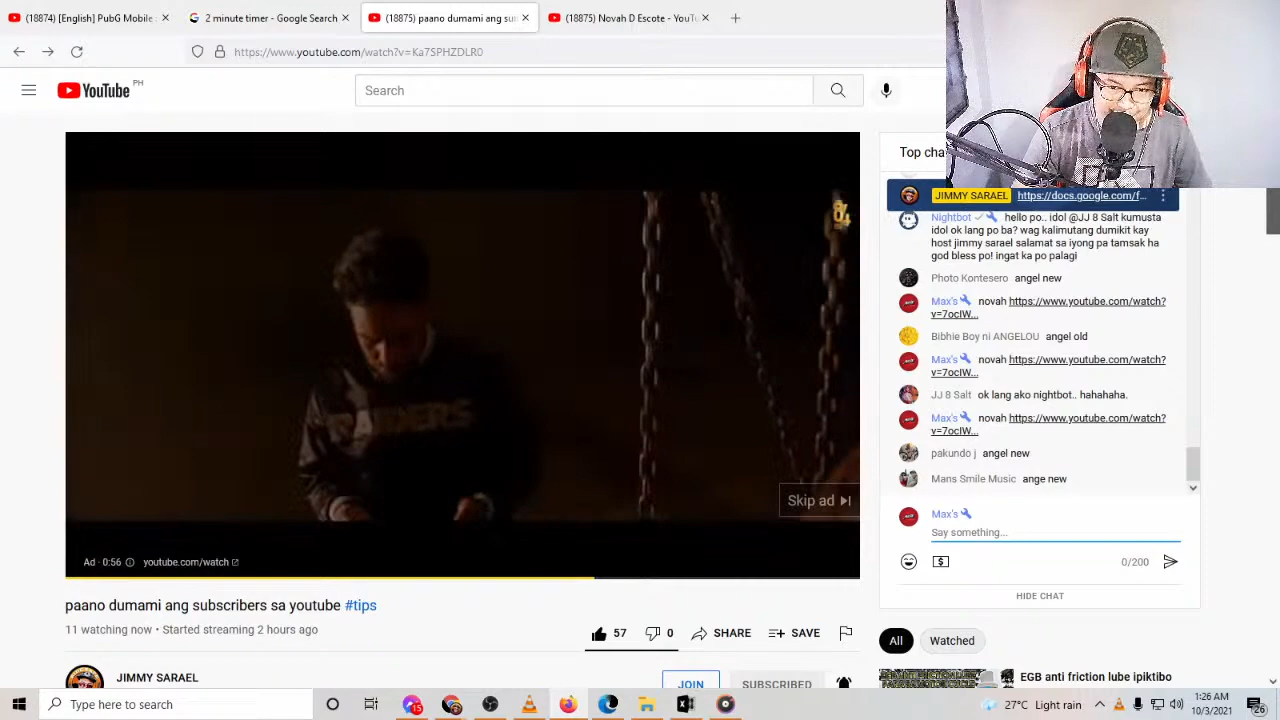 (18874) [English] PubG Mobile
2 minute timer - Google Search
(18875) paano dumami ang su
(18875) Novah D Escote - YouTu
https://www.youtube.com/watch?v=Ka7SPHZDLR0
YouTube PH
Search
Top cha
JIMMY SARAEL https://docs.google.com/f...
Nightbot hello po.. idol @JJ 8 Salt kumusta
idol ok lang po ba? wag kalimutang dumikit kay
host jimmy sarael salamat sa iyong pa tamsak ha
god bless po! ingat ka po palagi
Photo Kontesero angel new
Max's novah https://www.youtube.com/watch?
v=7ocIW...
Bibhie Boy ni ANGELOU angel old
Max's novah https://www.youtube.com/watch?
v=7ocIW...
JJ 8 Salt ok lang ako nightbot.. hahahaha.
Max's novah https://www.youtube.com/watch?
v=7ocIW...
pakundo j angel new
Mans Smile Music ange new
Max's
Say something...
0/200
HIDE CHAT
Skip ad
Ad · 0:56 youtube.com/watch
paano dumami ang subscribers sa youtube #tips
11 watching now • Started streaming 2 hours ago
57 0 SHARE SAVE
JIMMY SARAEL
JOIN SUBSCRIBED
All Watched
EGB anti friction lube ipiktibo
Type here to search
15
27°C Light rain
1:26 AM
10/3/2021
26